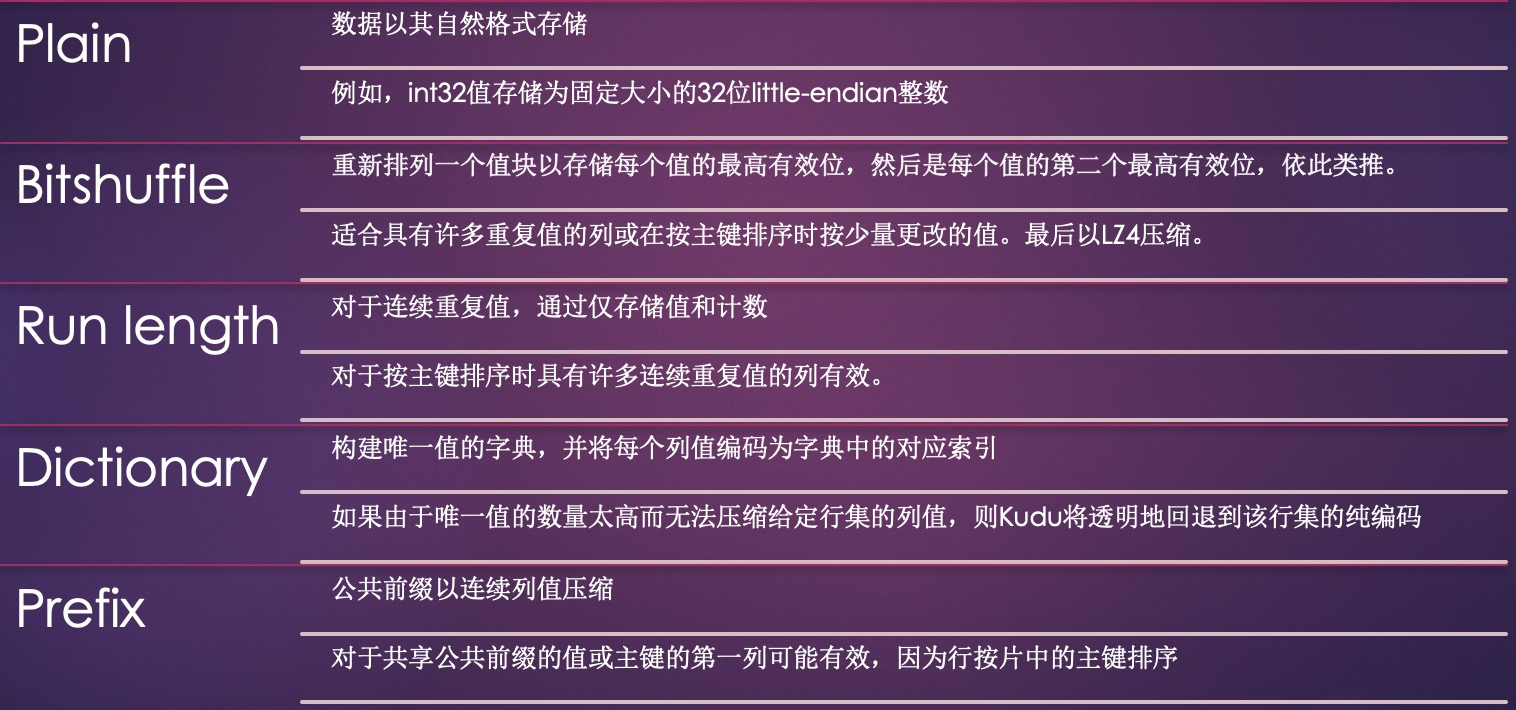 Plain
数据以其自然格式存储
例如，int32值存储为固定大小的32位little-endian整数
Bitshuffle
重新排列一个值块以存储每个值的最高有效位，然后是每个值的第二个最高有效位，依此类推。
适合具有许多重复值的列或在按主键排序时按少量更改的值。最后以LZ4压缩。
Run length
对于连续重复值，通过仅存储值和计数
对于按主键排序时具有许多连续重复值的列有效。
Dictionary
构建唯一值的字典，并将每个列值编码为字典中的对应索引
如果由于唯一值的数量太高而无法压缩给定行集的列值，则Kudu将透明地回退到该行集的纯编码
Prefix
公共前缀以连续列值压缩
对于共享公共前缀的值或主键的第一列可能有效，因为行按片中的主键排序